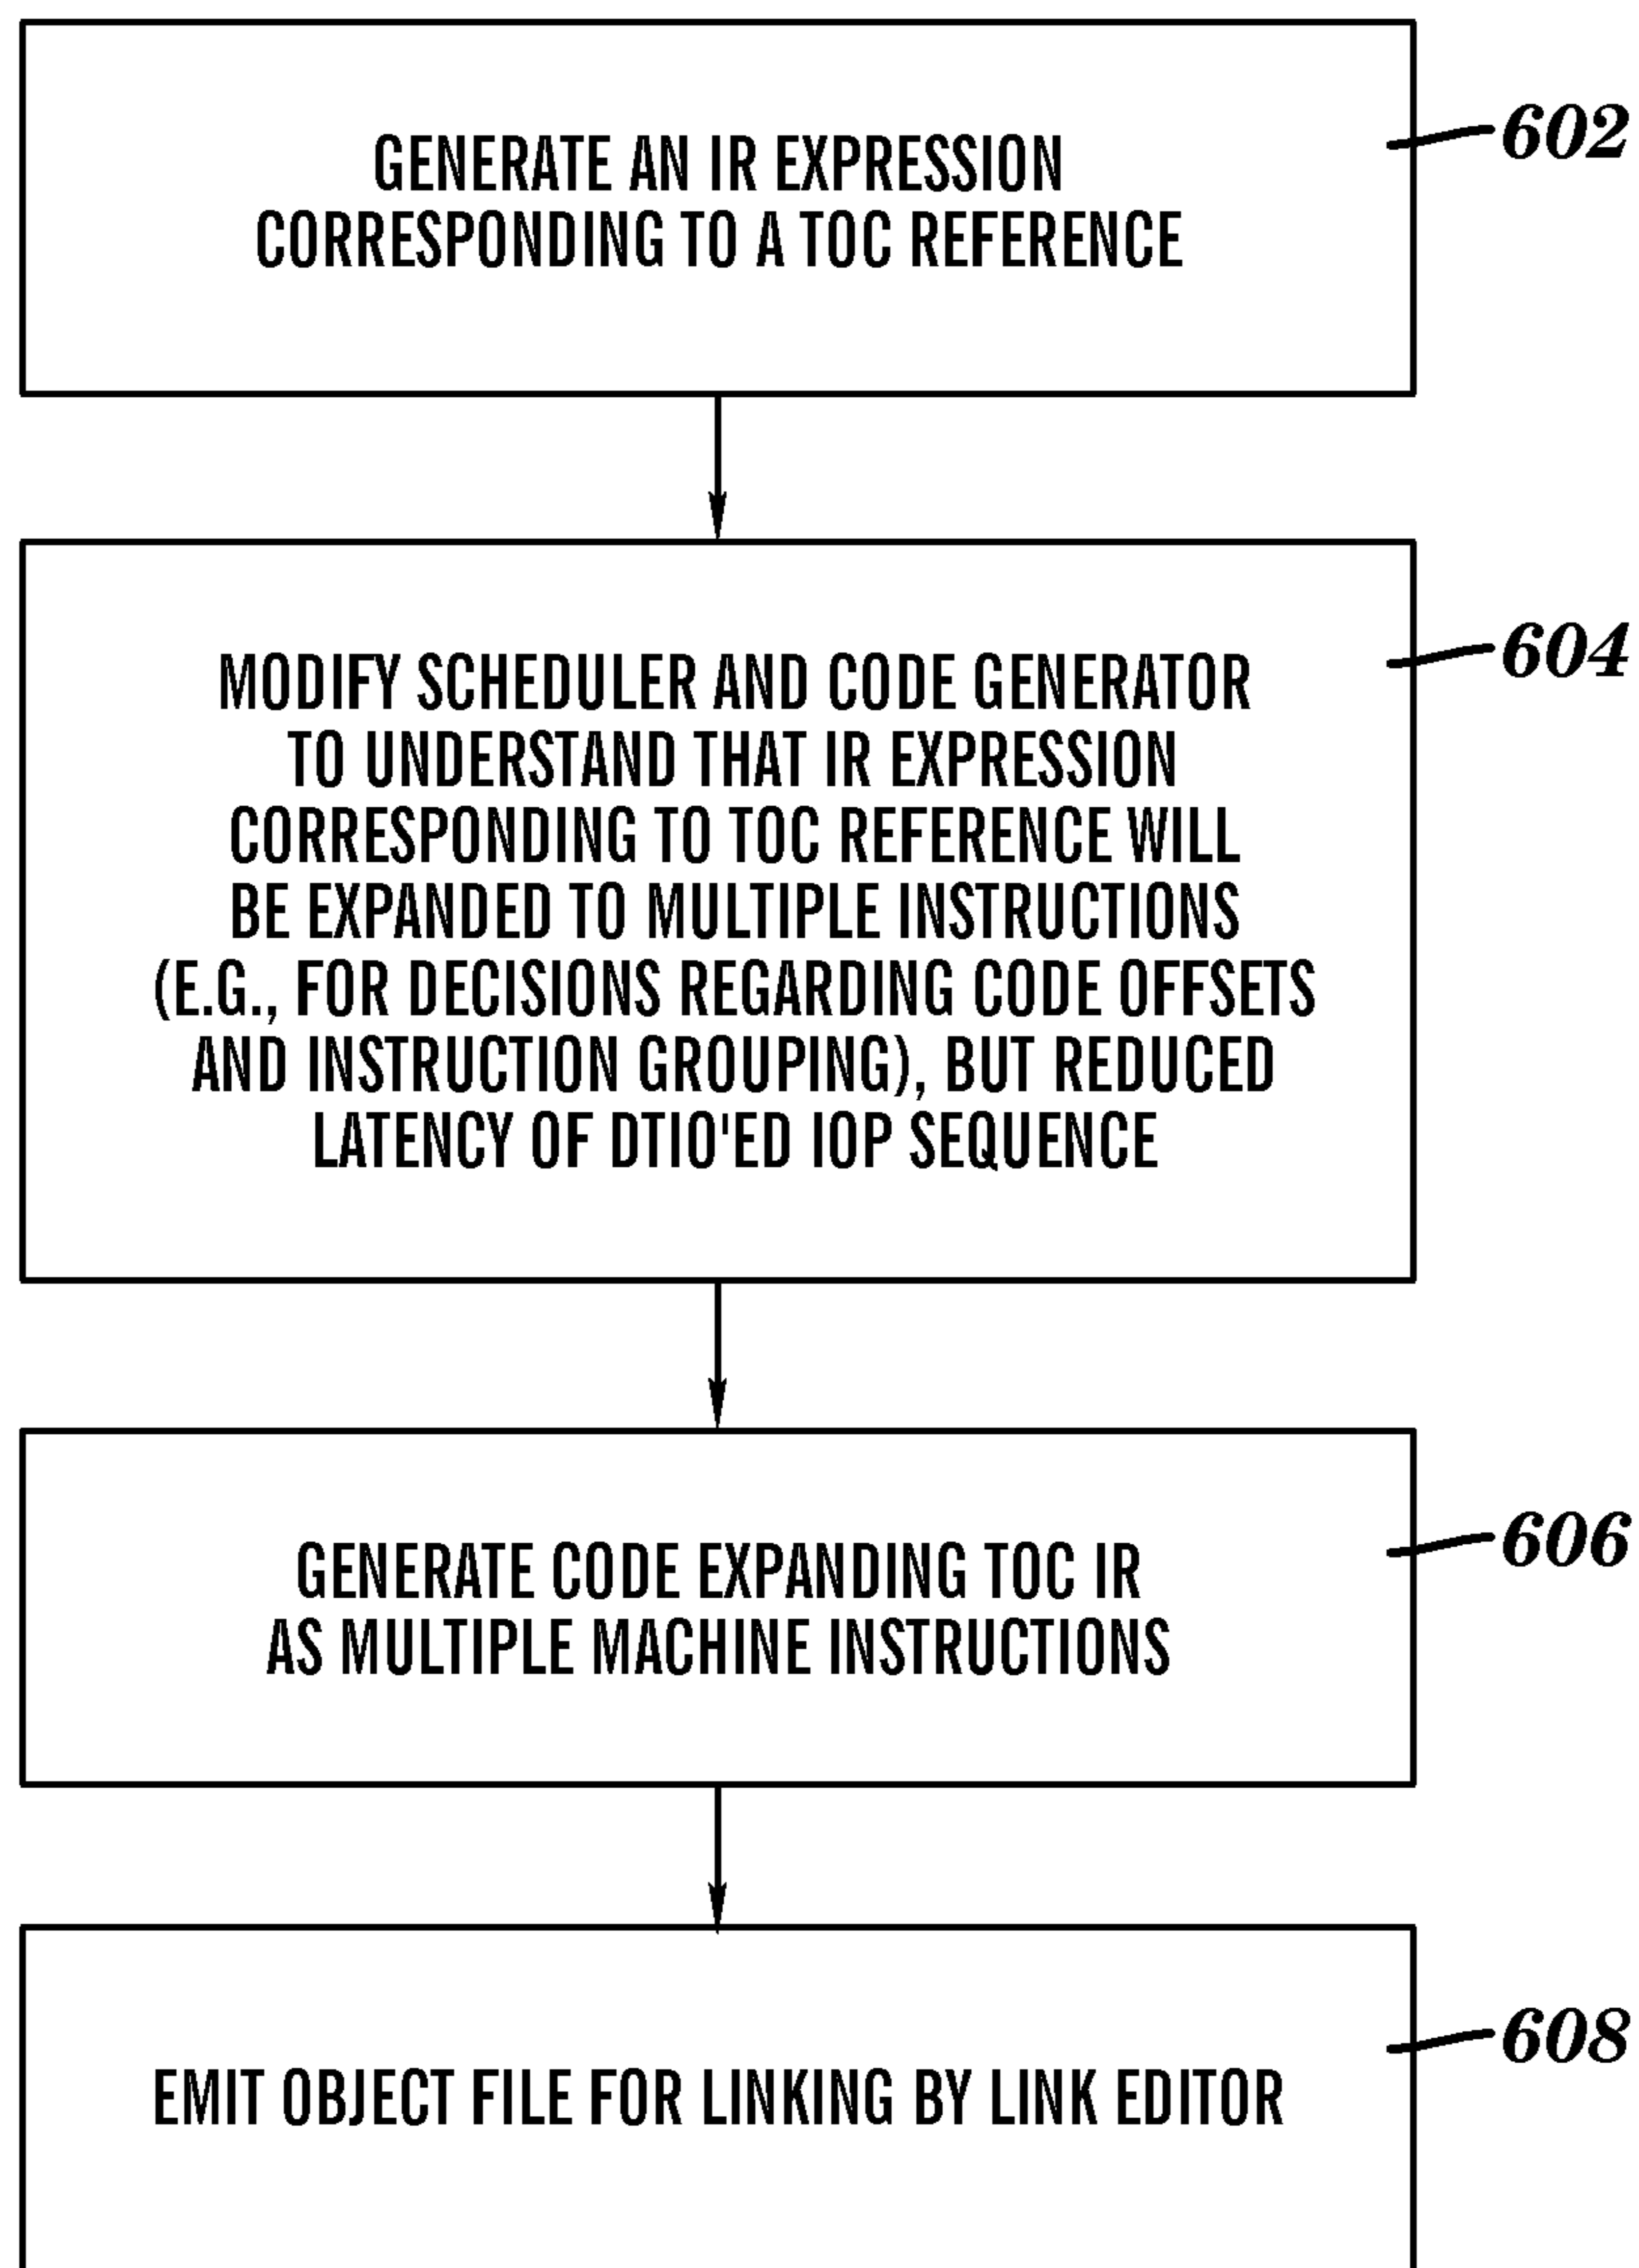 GENERATE AN IR EXPRESSION
CORRESPONDING TO A TOC REFERENCE
602
MODIFY SCHEDULER AND CODE GENERATOR
TO UNDERSTAND THAT IR EXPRESSION
CORRESPONDING TO TOC REFERENCE WILL
BE EXPANDED TO MULTIPLE INSTRUCTIONS
(E.G., FOR DECISIONS REGARDING CODE OFFSETS
AND INSTRUCTION GROUPING), BUT REDUCED
LATENCY OF DTIO'ED IOP SEQUENCE
604
GENERATE CODE EXPANDING TOC IR
AS MULTIPLE MACHINE INSTRUCTIONS
606
EMIT OBJECT FILE FOR LINKING BY LINK EDITOR
608